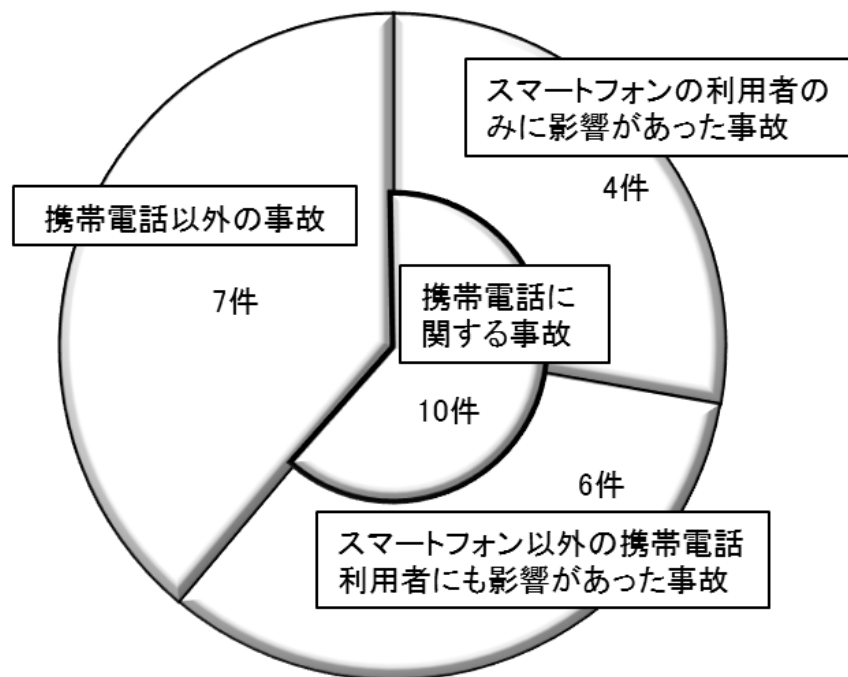 スマートフォンの利用者の
みに影響があった事故
4件
携帯電話以外の事故
7件
携帯電話に
関する事故
10件
6件
スマートフォン以外の携帯電話
利用者にも影響があった事故